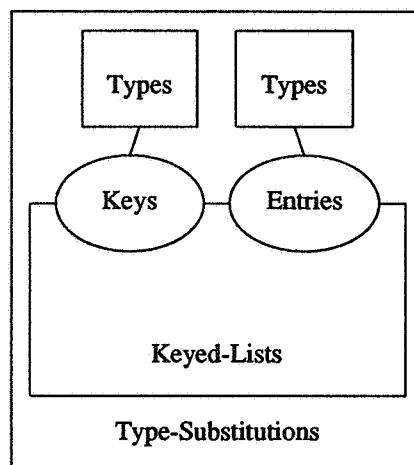 Types Types
Keys Entries
Keyed-Lists
Type-Substitutions